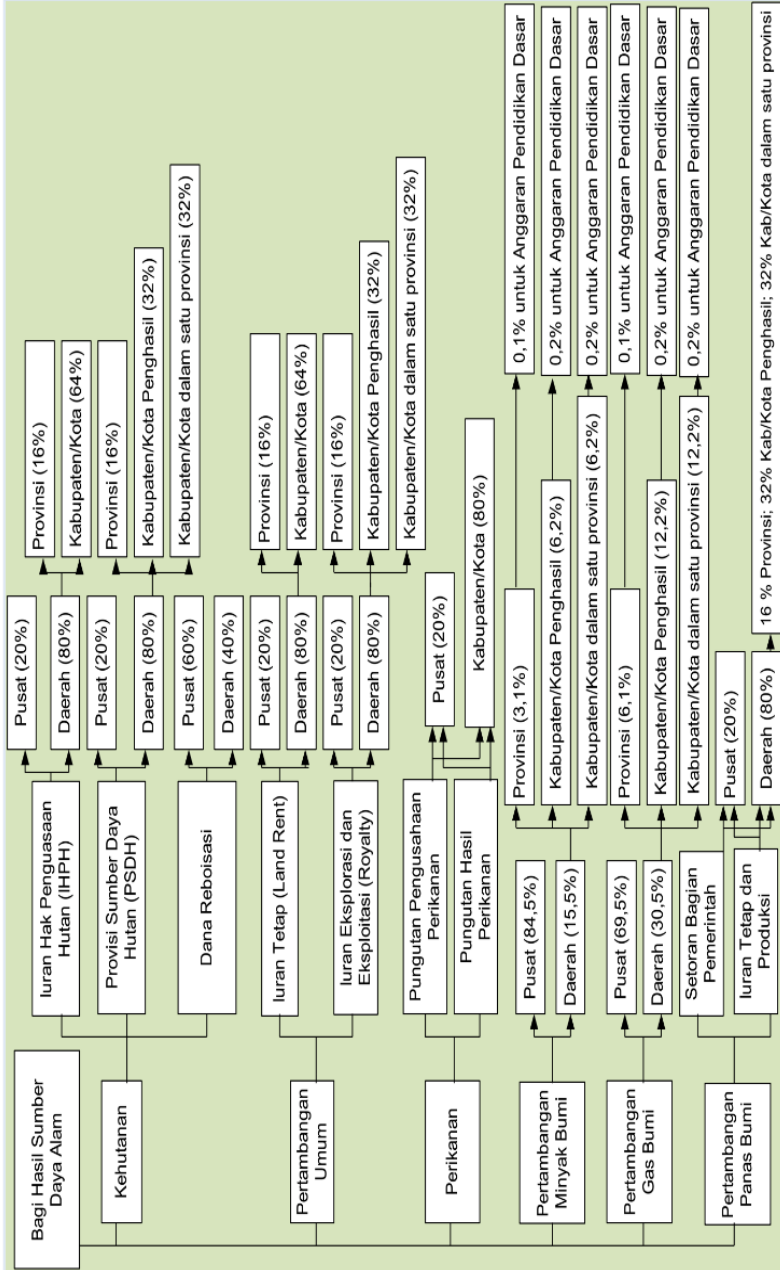 Bagi Hasil Sumber
Daya Alam
Kehutanan
Iuran Hak Penguasaan
Hutan (IHPH)
Pusat (20%)
Daerah (80%)
Provinsi (16%)
Kabupaten/Kota (64%)
Provisi Sumber Daya
Hutan (PSDH)
Pusat (20%)
Daerah (80%)
Provinsi (16%)
Kabupaten/Kota Penghasil (32%)
Kabupaten/Kota dalam satu provinsi (32%)
Dana Reboisasi
Pusat (60%)
Daerah (40%)
Pertambangan
Umum
Iuran Tetap (Land Rent)
Pusat (20%)
Daerah (80%)
Provinsi (16%)
Kabupaten/Kota (64%)
Iuran Eksplorasi dan
Eksploitasi (Royalty)
Pusat (20%)
Daerah (80%)
Provinsi (16%)
Kabupaten/Kota Penghasil (32%)
Kabupaten/Kota dalam satu provinsi (32%)
Perikanan
Pungutan Pengusahaan
Perikanan
Pungutan Hasil
Perikanan
Pusat (20%)
Kabupaten/Kota (80%)
Pertambangan
Minyak Bumi
Pusat (84,5%)
Daerah (15,5%)
Provinsi (3,1%)
0,1% untuk Anggaran Pendidikan Dasar
Kabupaten/Kota Penghasil (6,2%)
0,2% untuk Anggaran Pendidikan Dasar
Kabupaten/Kota dalam satu provinsi (6,2%)
0,2% untuk Anggaran Pendidikan Dasar
Pertambangan
Gas Bumi
Pusat (69,5%)
Daerah (30,5%)
Provinsi (6,1%)
0,1% untuk Anggaran Pendidikan Dasar
Kabupaten/Kota Penghasil (12,2%)
0,2% untuk Anggaran Pendidikan Dasar
Kabupaten/Kota dalam satu provinsi (12,2%)
0,2% untuk Anggaran Pendidikan Dasar
Pertambangan
Panas Bumi
Setoran Bagian
Pemerintah
Iuran Tetap dan
Produksi
Pusat (20%)
Daerah (80%)
16 % Provinsi; 32% Kab/Kota Penghasil; 32% Kab/Kota dalam satu provinsi